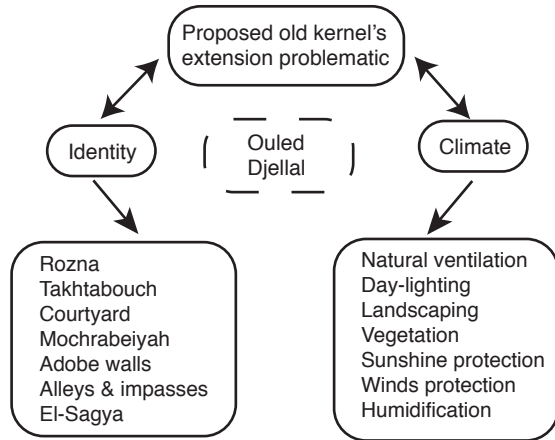 Proposed old kernel's
extension problematic
Identity
Ouled
Djellal
Climate
Rozna
Takhtabouch
Courtyard
Mochrabeiyah
Adobe walls
Alleys & impasses
El-Sagya
Natural ventilation
Day-lighting
Landscaping
Vegetation
Sunshine protection
Winds protection
Humidification